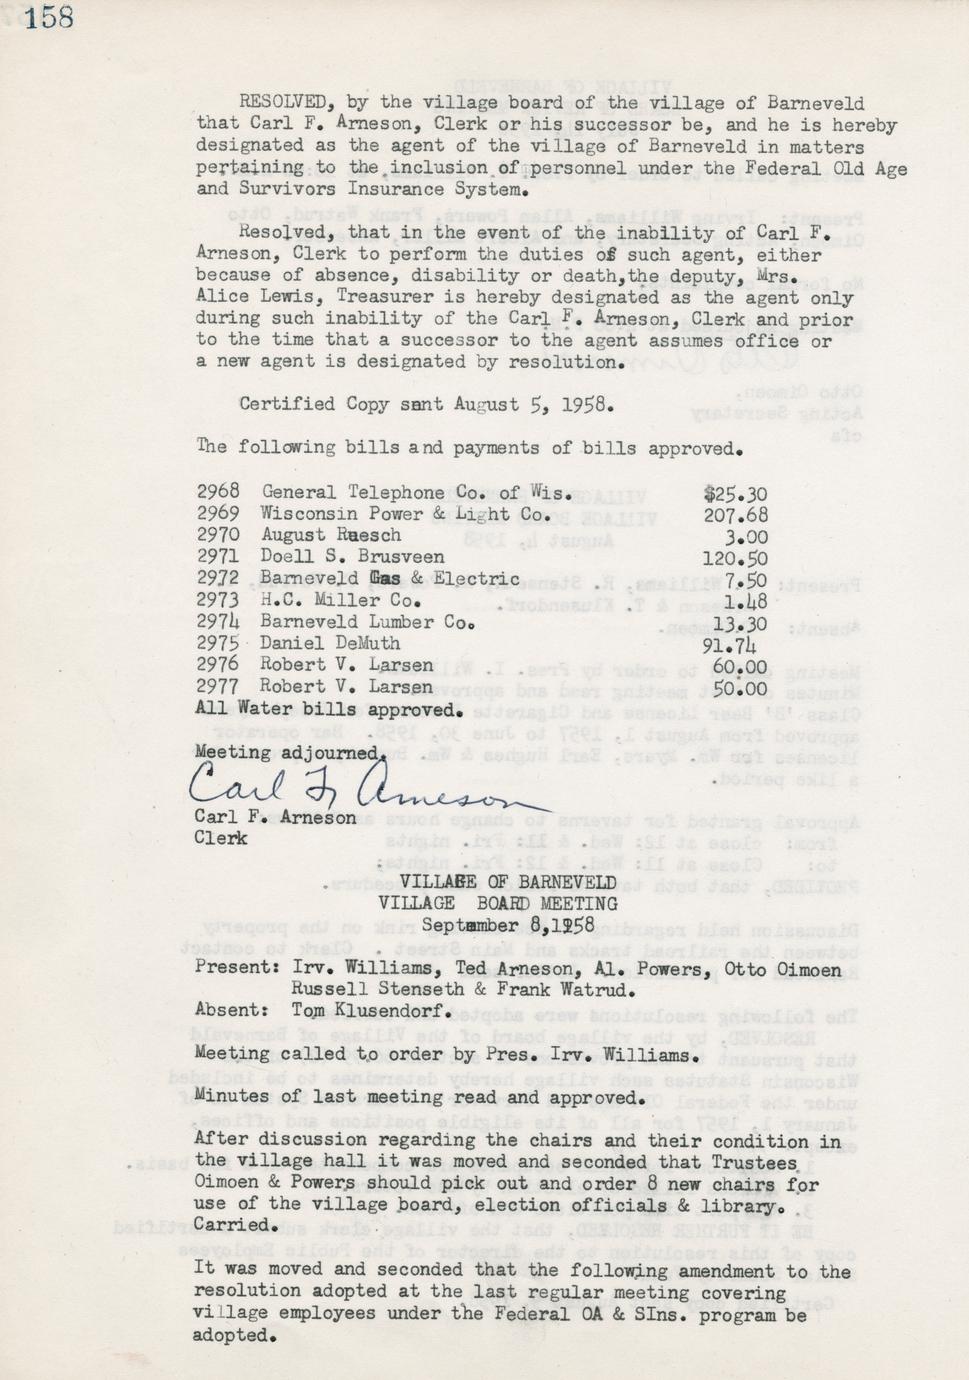 158
RESOLVED, by the village board of the village of Barneveld
that Carl F. Arneson, Clerk or his successor be, and he is hereby
designated as the agent of the village of Barneveld in matters
pertaining to the inclusion of personnel under the Federal Old Age
and Survivors Insurance System.
Resolved, that in the event of the inability of Carl F.
Arneson, Clerk to perform the duties of such agent, either
because of absence, disability or death,the deputy, Mrs.
Alice Lewis, Treasurer is hereby designated as the agent only
during such inability of the Carl F. Arneson, Clerk and prior
to the time that a successor to the agent assumes office or
a new agent is designated by resolution.
Certified Copy sent August 5, 1958.
The following bills and payments of bills approved.
2968 General Telephone Co. of Wis. $25.30
2969 Wisconsin Power & Light Co. 207.68
2970 August Ruesch 3.00
2971 Doell S. Brusveen 120.50
2972 Barneveld Gas & Electric 7.50
2973 H.C. Miller Co. 1.48
2974 Barneveld Lumber Co. 13.30
2975 Daniel DeMuth 91.74
2976 Robert V. Larsen 60.00
2977 Robert V. Larsen 50.00
All Water bills approved.
Meeting adjourned.
Carl F. Arneson
Carl F. Arneson
Clerk
VILLAGE OF BARNEVELD
VILLAGE BOARD MEETING
September 8,1958
Present: Irv. Williams, Ted Arneson, Al. Powers, Otto Oimoen
Russell Stenseth & Frank Watrud.
Absent: Tom Klusendorf.
Meeting called to order by Pres. Irv. Williams.
Minutes of last meeting read and approved.
After discussion regarding the chairs and their condition in
the village hall it was moved and seconded that Trustees
Oimoen & Powers should pick out and order 8 new chairs for
use of the village board, election officials & library.
Carried.
It was moved and seconded that the following amendment to the
resolution adopted at the last regular meeting covering
village employees under the Federal OA & SIns. program be
adopted.